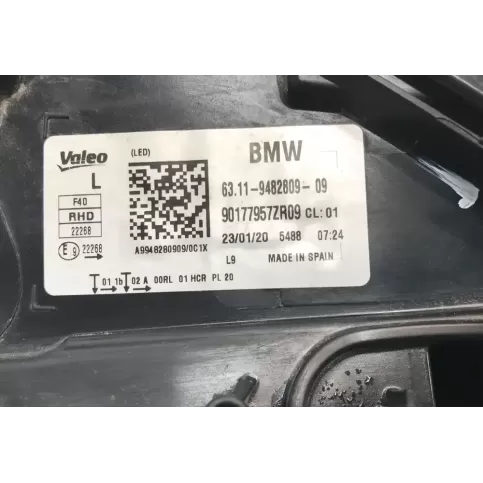 Valeo
(LED)
BMW
L
F40
RHD
22268
E9 22268
A9948280909/0C1X
63.11-9482809-09
90177957ZR09 CL:01
23/01/20 5488 07:24
L9 MADE IN SPAIN
01 1b 02 A 00RL 01 HCR PL 20